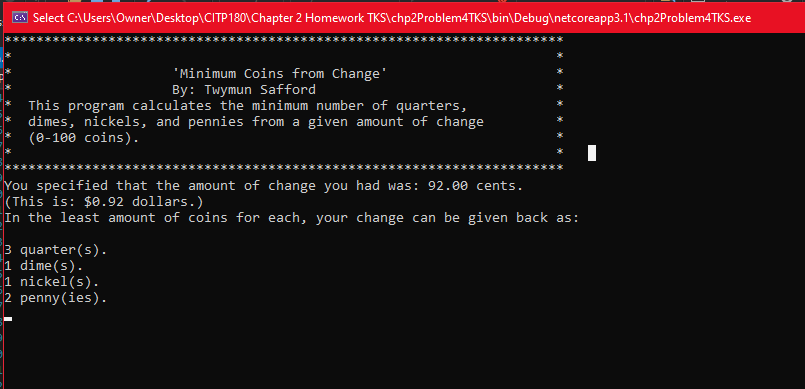 Select C:\Users\Owner\Desktop\CITP180\Chapter 2 Homework TKS\chp2Problem4TKS\bin\Debug\netcoreapp3.1\chp2Problem4TKS.exe
**********************************************************************
*                                                                    *
*                    'Minimum Coins from Change'                     *
*                    By: Twymun Safford                              *
*  This program calculates the minimum number of quarters,           *
*  dimes, nickels, and pennies from a given amount of change         *
*  (0-100 coins).                                                    *
*                                                                    *
**********************************************************************
You specified that the amount of change you had was: 92.00 cents.
(This is: $0.92 dollars.)
In the least amount of coins for each, your change can be given back as:
3 quarter(s).
1 dime(s).
1 nickel(s).
2 penny(ies).